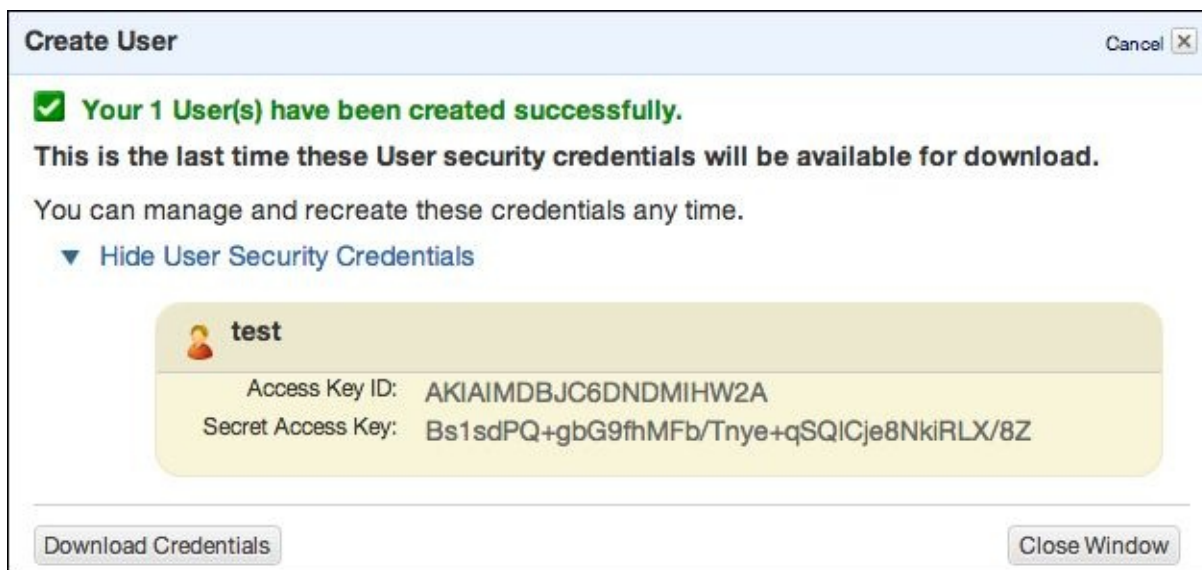 Create User
Cancel
Your 1 User(s) have been created successfully.
This is the last time these User security credentials will be available for download.
You can manage and recreate these credentials any time.
Hide User Security Credentials
test
Access Key ID: AKIAIMDBJC6DNDMIHW2A
Secret Access Key: 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
Download Credentials
Close Window